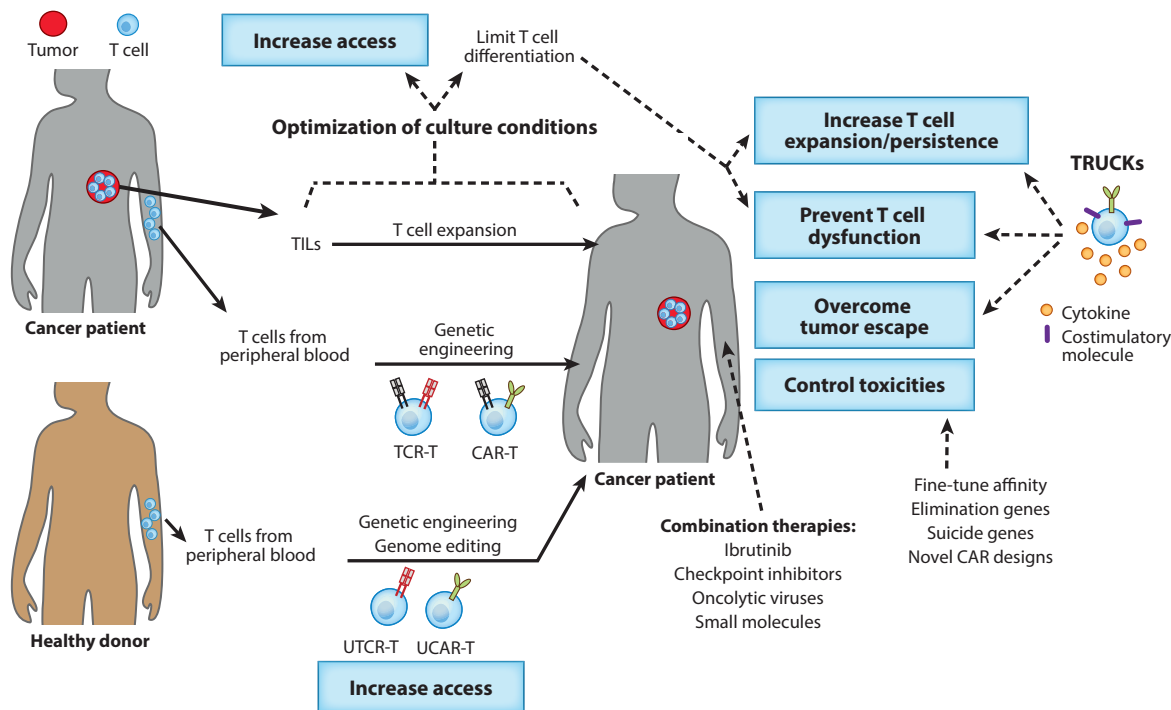 Tumor
T cell
Increase access
Limit T cell
differentiation
Optimization of culture conditions
Increase T cell
expansion/persistence
TRUCKs
Prevent T cell
dysfunction
TILs
T cell expansion
Overcome
tumor escape
Cytokine
Costimulatory
molecule
Cancer patient
T cells from
peripheral blood
Genetic
engineering
Control toxicities
TCR-T
CAR-T
Cancer patient
Fine-tune affinity
Elimination genes
Suicide genes
Novel CAR designs
Combination therapies:
Ibrutinib
Checkpoint inhibitors
Oncolytic viruses
Small molecules
T cells from
peripheral blood
Genetic engineering
Genome editing
UTCR-T
UCAR-T
Healthy donor
Increase access